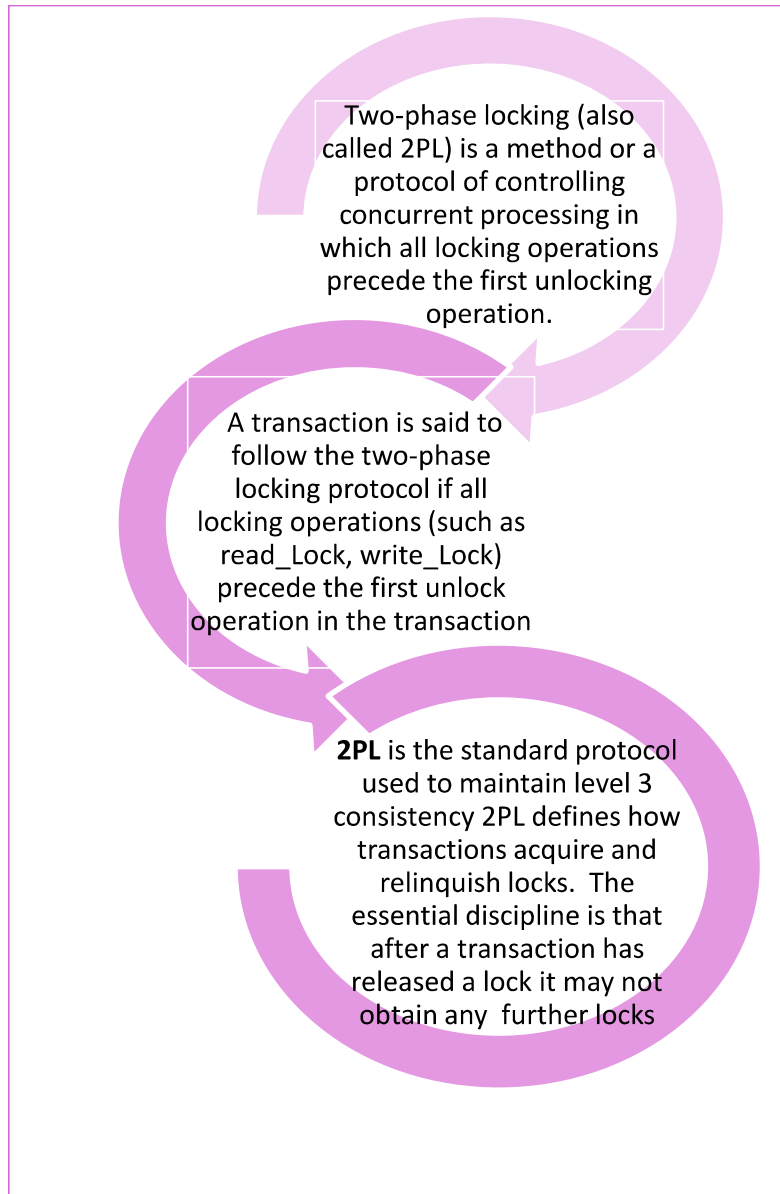 Two-phase locking (also
called 2PL) is a method or a
protocol of controlling
concurrent processing in
which all locking operations
precede the first unlocking
operation.
A transaction is said to
follow the two-phase
locking protocol if all
locking operations (such as
read_Lock, write_Lock)
precede the first unlock
operation in the transaction
2PL is the standard protocol
used to maintain level 3
consistency 2PL defines how
transactions acquire and
relinquish locks.  The
essential discipline is that
after a transaction has
released a lock it may not
obtain any  further locks